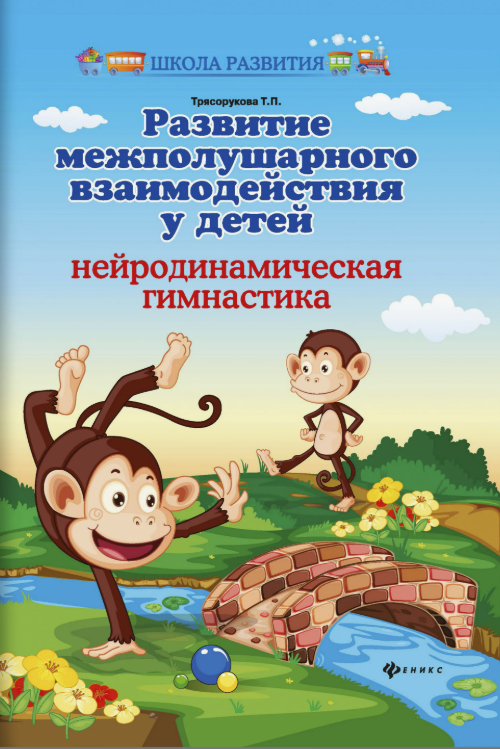 ШКОЛА РАЗВИТИЯ
Трясорукова Т.П.
Развитие
межполушарного
взаимодействия
у детей
нейродинамическая
гимнастика
ФЕНИКС